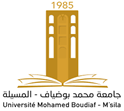 1985
جامعة محمد بوضياف - المسيلة
Université Mohamed Boudiaf - M'sila